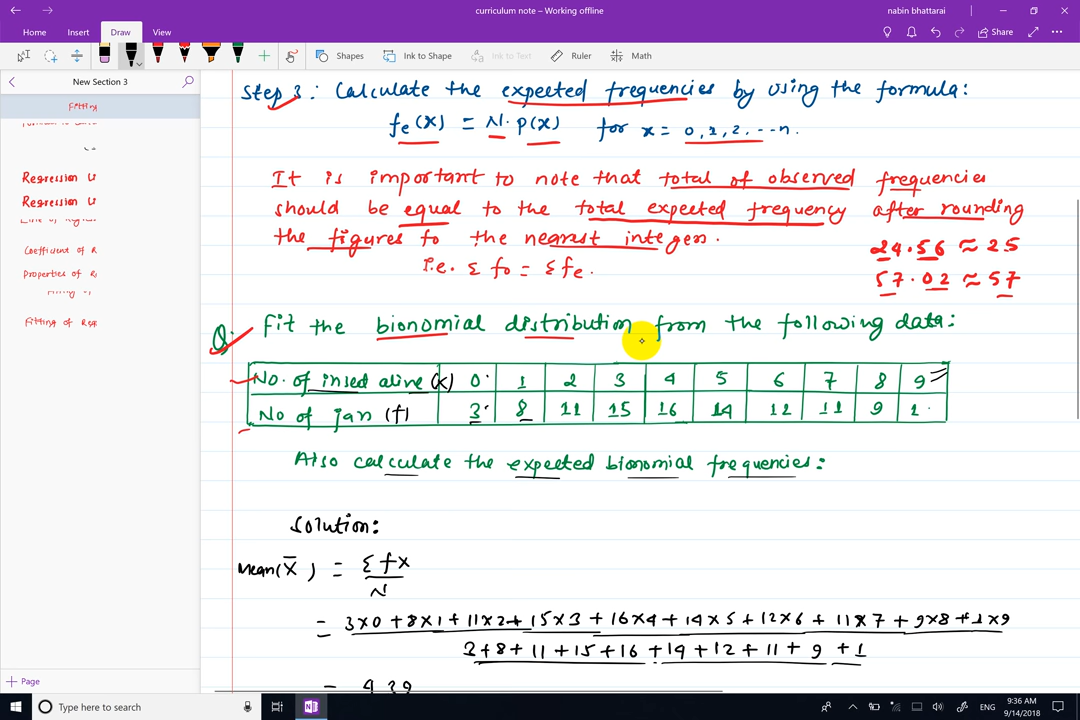 curriculum note – Working offline
nabin bhattarai
Home Insert Draw View
Share
Shapes Ink to Shape Ink to Text Ruler Math
New Section 3
Fitting
Regression Li
Regression Li
Coefficient of R
Properties of R
Fitting of Regr
Page
Step 3: Calculate the expected frequencies by using the formula:
fe(x) = N. p(x) for x = 0,1,2,---n.
It is important to note that total of observed frequencies
should be equal to the total expected frequency after rounding
the figures to the nearest integers.
24.56 ≈ 25
i.e. Σ fo = Σ fe.
57.02 ≈ 57
Q: Fit the bionomial distribution from the following data:
No. of insed alive (x) 0 1 2 3 4 5 6 7 8 9
No of jan (f) 3 8 11 15 16 14 12 11 9 1
Also calculate the expected bionomial frequencies:
Solution:
Mean(x̄) = Σfx
N
= 3×0+8×1+11×2+15×3+16×4+14×5+12×6+11×7+9×8+1×9
3+8+11+15+16+14+12+11+9+1
Type here to search
ENG
9:36 AM
9/14/2018